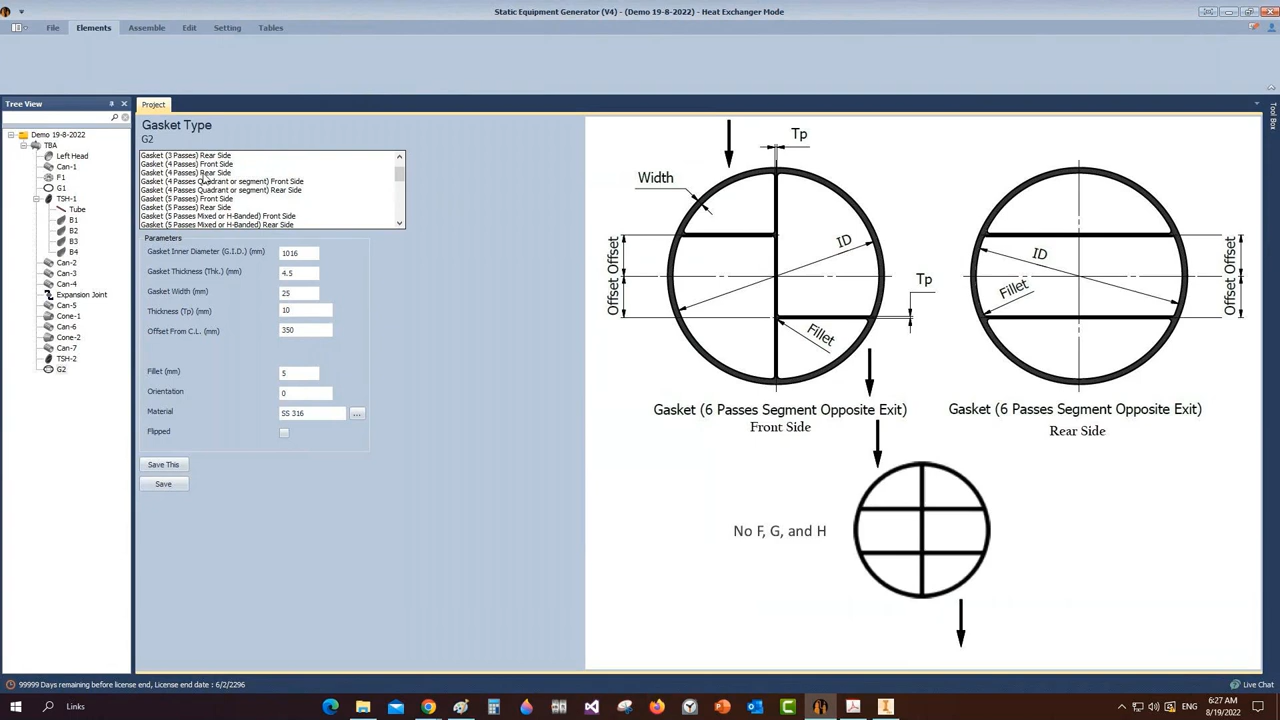 Static Equipment Generator (V4) - (Demo 19-8-2022) - Heat Exchanger Mode
File Elements Assemble Edit Setting Tables
Tree View
Demo 19-8-2022
TBA
Left Head
Can-1
F1
G1
TSH-1
Tube
B1
B2
B3
B4
Can-2
Can-3
Can-4
Expansion Joint
Can-5
Cone-1
Can-6
Cone-2
Can-7
TSH-2
G2
Project
Gasket Type
G2
Gasket (3 Passes) Rear Side
Gasket (4 Passes) Front Side
Gasket (4 Passes) Rear Side
Gasket (4 Passes Quadrant or segment) Front Side
Gasket (4 Passes Quadrant or segment) Rear Side
Gasket (5 Passes) Front Side
Gasket (5 Passes) Rear Side
Gasket (5 Passes Mixed or H-Banded) Front Side
Gasket (5 Passes Mixed or H-Banded) Rear Side
Parameters
Gasket Inner Diameter (G.I.D.) (mm) 1016
Gasket Thickness (Thk.) (mm) 4.5
Gasket Width (mm) 25
Thickness (Tp) (mm) 10
Offset From C.L. (mm) 350
Fillet (mm) 5
Orientation 0
Material SS 316 ...
Flipped
Save This
Save
Tp
Width
ID
Offset Offset
Tp
Fillet
Gasket (6 Passes Segment Opposite Exit)
Front Side
ID
Fillet
Offset Offset
Gasket (6 Passes Segment Opposite Exit)
Rear Side
No F, G, and H
Tool Box
99999 Days remaining before license end, License end date : 6/2/2296
Live Chat
Links
6:27 AM
8/19/2022